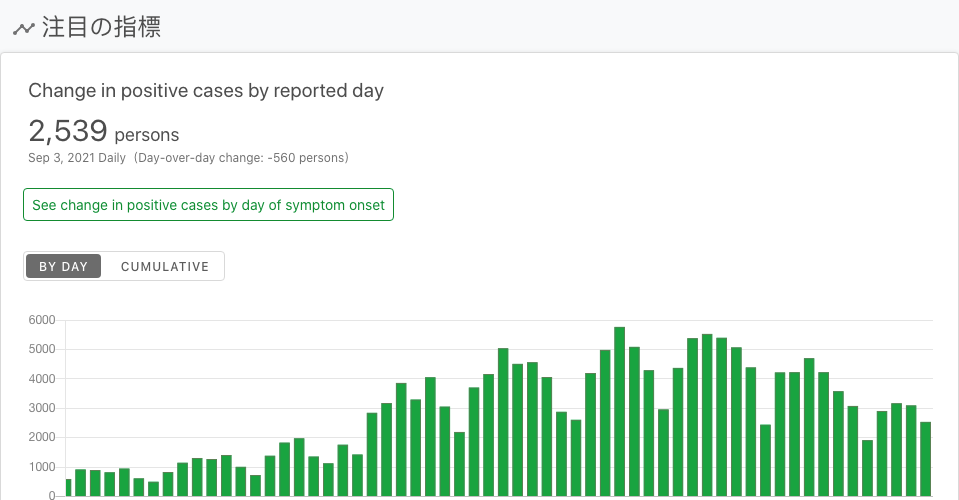 注目の指標
Change in positive cases by reported day
2,539 persons
Sep 3, 2021 Daily (Day-over-day change: -560 persons)
See change in positive cases by day of symptom onset
BY DAY CUMULATIVE
6000
5000
4000
3000
2000
1000
0